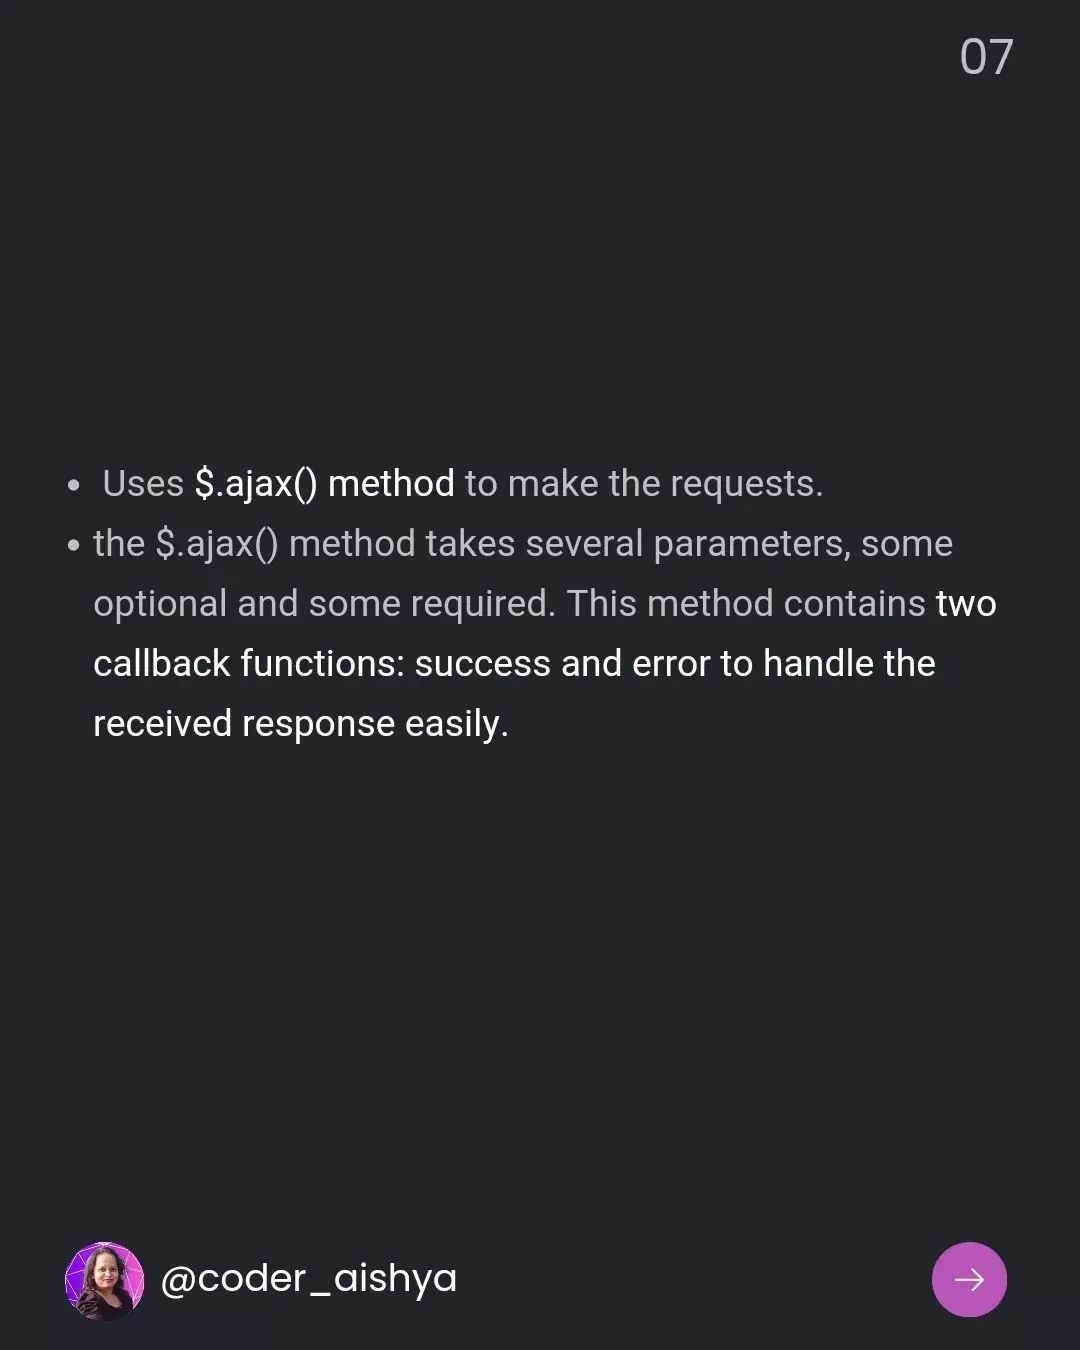 07
• Uses $.ajax() method to make the requests.
• the $.ajax() method takes several parameters, some
optional and some required. This method contains two
callback functions: success and error to handle the
received response easily.
@coder_aishya